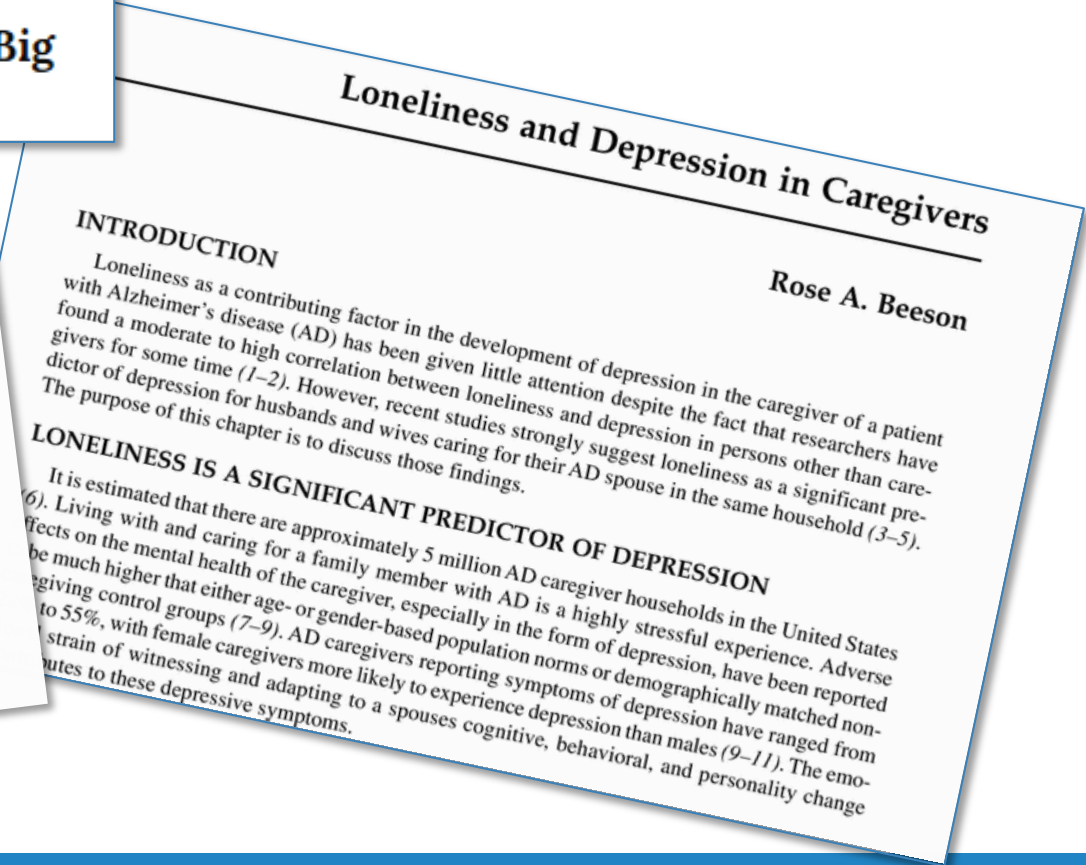 Big
Loneliness and Depression in Caregivers
Rose A. Beeson
INTRODUCTION
Loneliness as a contributing factor in the development of depression in the caregiver of a patient
with Alzheimer's disease (AD) has been given little attention despite the fact that researchers have
found a moderate to high correlation between loneliness and depression in persons other than care-
givers for some time (1–2). However, recent studies strongly suggest loneliness as a significant pre-
dictor of depression for husbands and wives caring for their AD spouse in the same household (3–5).
The purpose of this chapter is to discuss those findings.
LONELINESS IS A SIGNIFICANT PREDICTOR OF DEPRESSION
It is estimated that there are approximately 5 million AD caregiver households in the United States
(6). Living with and caring for a family member with AD is a highly stressful experience. Adverse
ffects on the mental health of the caregiver, especially in the form of depression, have been reported
be much higher that either age- or gender-based population norms or demographically matched non-
egiving control groups (7–9). AD caregivers reporting symptoms of depression have ranged from
to 55%, with female caregivers more likely to experience depression than males (9–11). The emo-
strain of witnessing and adapting to a spouses cognitive, behavioral, and personality change
butes to these depressive symptoms.